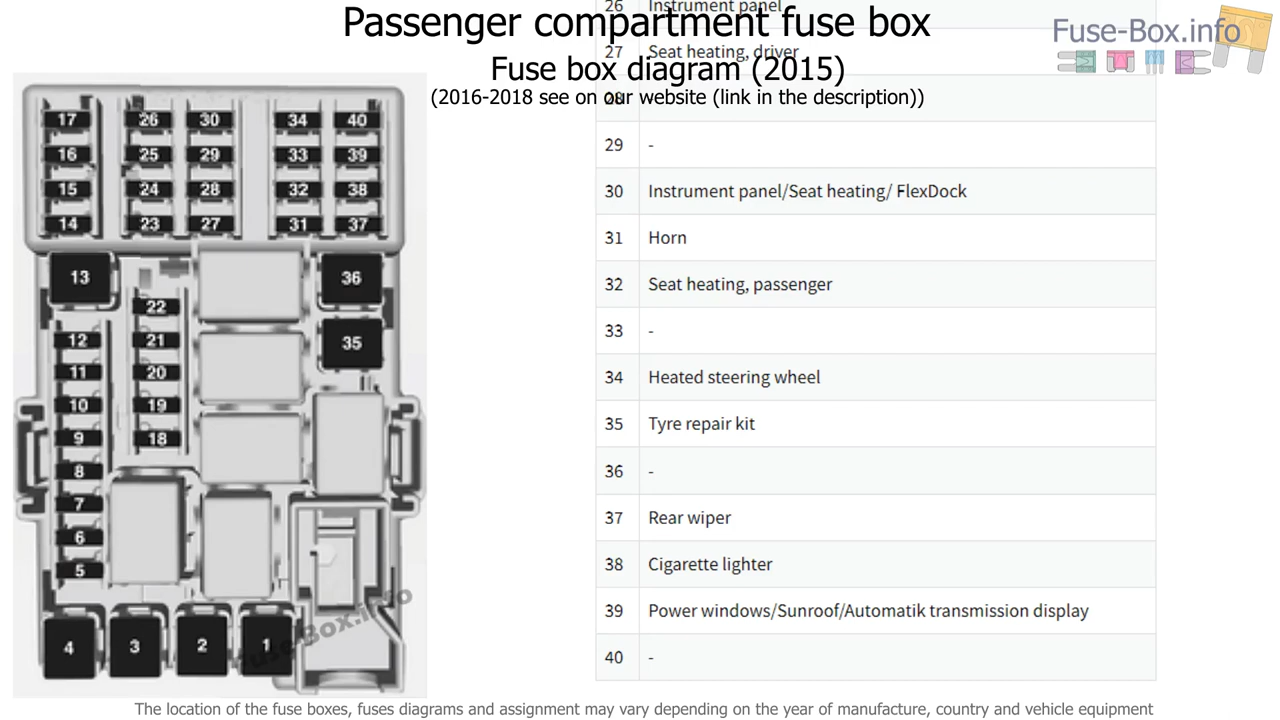 Passenger compartment fuse box
Fuse box diagram (2015)
(2016-2018 see on our website (link in the description))
Fuse-Box.info
17 26 30 34 40
16 25 29 33 39
15 24 28 32 38
14 23 27 31 37
13 36
22
35
12 21
11 20
10 19
9 18
8
7
6
5
4 3 2 1
Fuse-Box.info
26 Instrument panel
27 Seat heating, driver
28
29 -
30 Instrument panel/Seat heating/ FlexDock
31 Horn
32 Seat heating, passenger
33 -
34 Heated steering wheel
35 Tyre repair kit
36 -
37 Rear wiper
38 Cigarette lighter
39 Power windows/Sunroof/Automatik transmission display
40 -
The location of the fuse boxes, fuses diagrams and assignment may vary depending on the year of manufacture, country and vehicle equipment